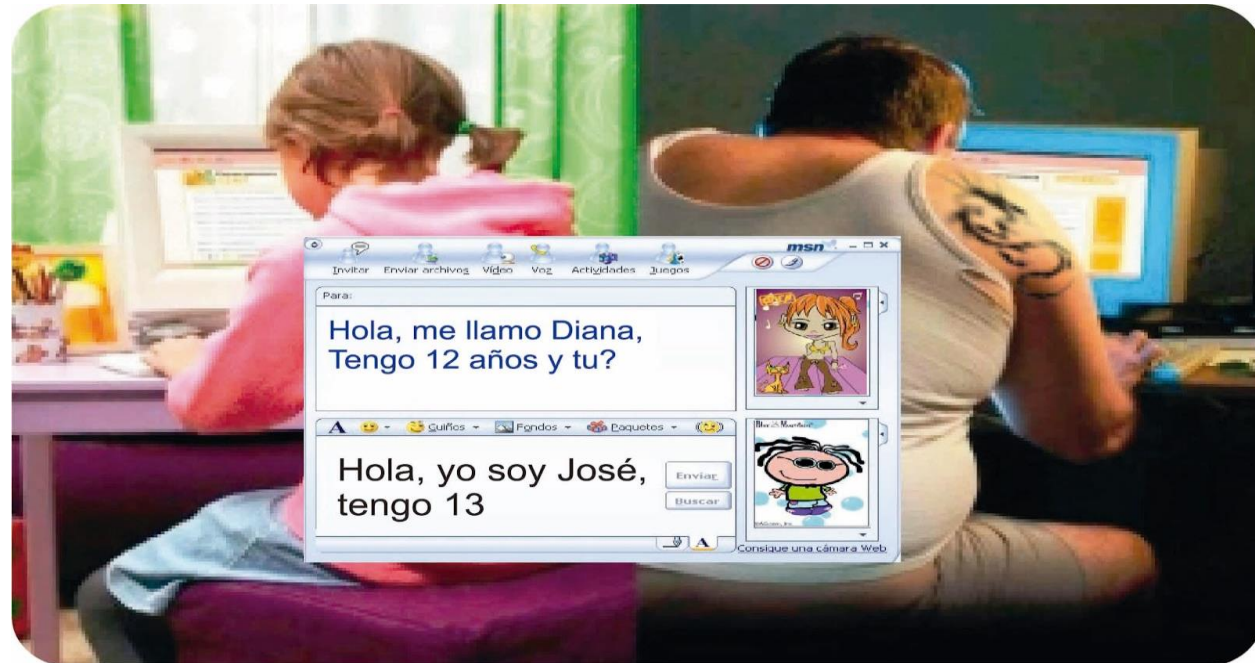 msn
Invitar Enviar archivos Vídeo Voz Actividades Juegos
Para:
Hola, me llamo Diana,
Tengo 12 años y tu?
A Guiños Fondos Paquetes
Hola, yo soy José,
tengo 13
Enviar
Buscar
A
Consigue una cámara Web